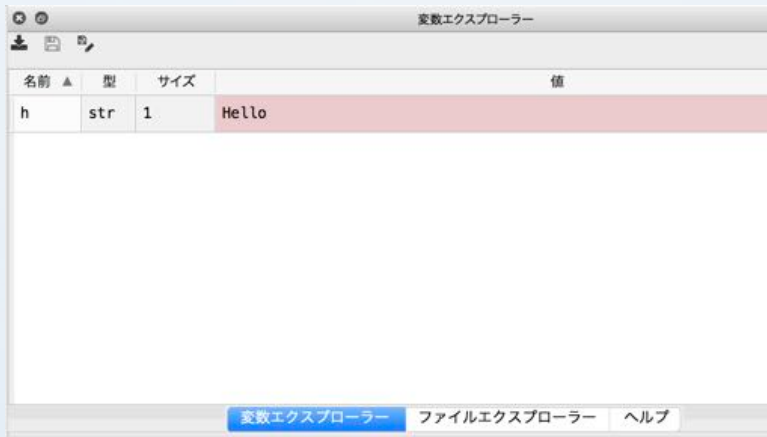 変数エクスプローラー
名前 型 サイズ 値
h str 1 Hello
変数エクスプローラー ファイルエクスプローラー ヘルプ